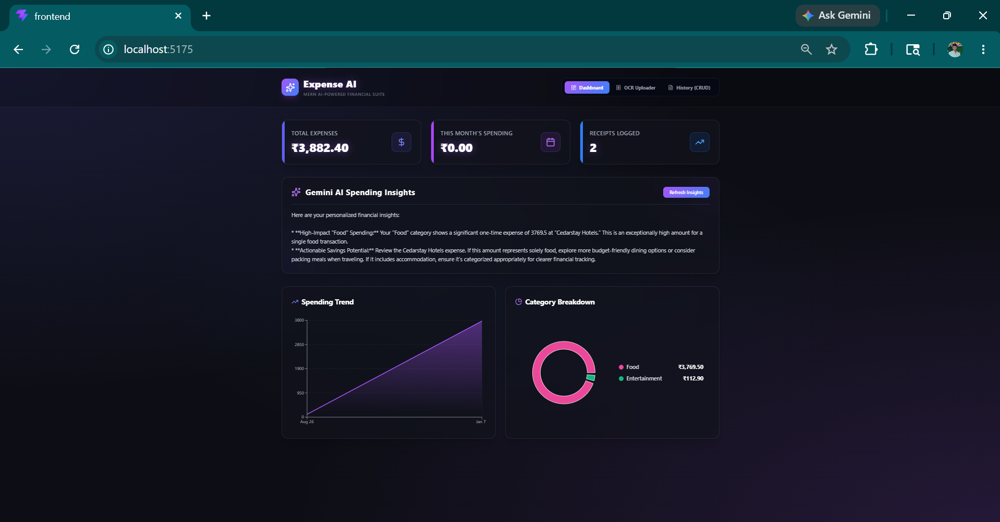 frontend
Ask Gemini
localhost:5175
Expense AI
MERN AI-POWERED FINANCIAL SUITE
Dashboard
OCR Uploader
History (CRUD)
TOTAL EXPENSES
₹3,882.40
THIS MONTH'S SPENDING
₹0.00
RECEIPTS LOGGED
2
Gemini AI Spending Insights
Refresh Insights
Here are your personalized financial insights:
* **High-Impact "Food" Spending:** Your "Food" category shows a significant one-time expense of 3769.5 at "Cedarstay Hotels." This is an exceptionally high amount for a
single food transaction.
* **Actionable Savings Potential:** Review the Cedarstay Hotels expense. If this amount represents solely food, explore more budget-friendly dining options or consider
packing meals when traveling. If it includes accommodation, ensure it's categorized appropriately for clearer financial tracking.
Spending Trend
3800
2850
1900
950
0
Aug 26
Jan 7
Category Breakdown
Food ₹3,769.50
Entertainment ₹112.90